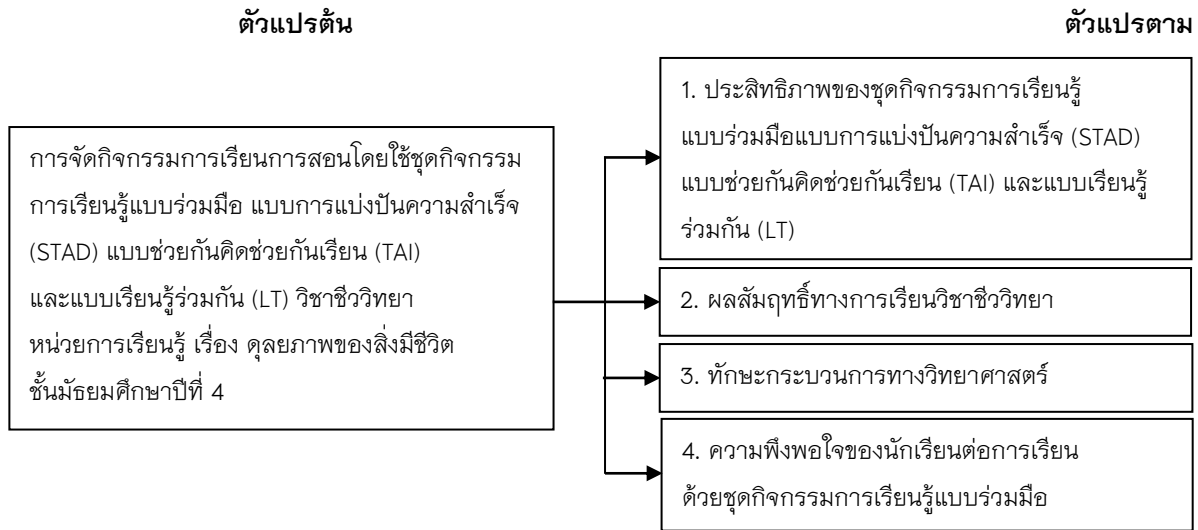 ตัวแปรต้น
ตัวแปรตาม
การจัดกิจกรรมการเรียนการสอนโดยใช้ชุดกิจกรรม
การเรียนรู้แบบร่วมมือ แบบการแบ่งปันความสำเร็จ
(STAD) แบบช่วยกันคิดช่วยกันเรียน (TAI)
และแบบเรียนรู้ร่วมกัน (LT) วิชาชีววิทยา
หน่วยการเรียนรู้ เรื่อง ดุลยภาพของสิ่งมีชีวิต
ชั้นมัธยมศึกษาปีที่ 4
1. ประสิทธิภาพของชุดกิจกรรมการเรียนรู้
แบบร่วมมือแบบการแบ่งปันความสำเร็จ (STAD)
แบบช่วยกันคิดช่วยกันเรียน (TAI) และแบบเรียนรู้
ร่วมกัน (LT)
2. ผลสัมฤทธิ์ทางการเรียนวิชาชีววิทยา
3. ทักษะกระบวนการทางวิทยาศาสตร์
4. ความพึงพอใจของนักเรียนต่อการเรียน
ด้วยชุดกิจกรรมการเรียนรู้แบบร่วมมือ